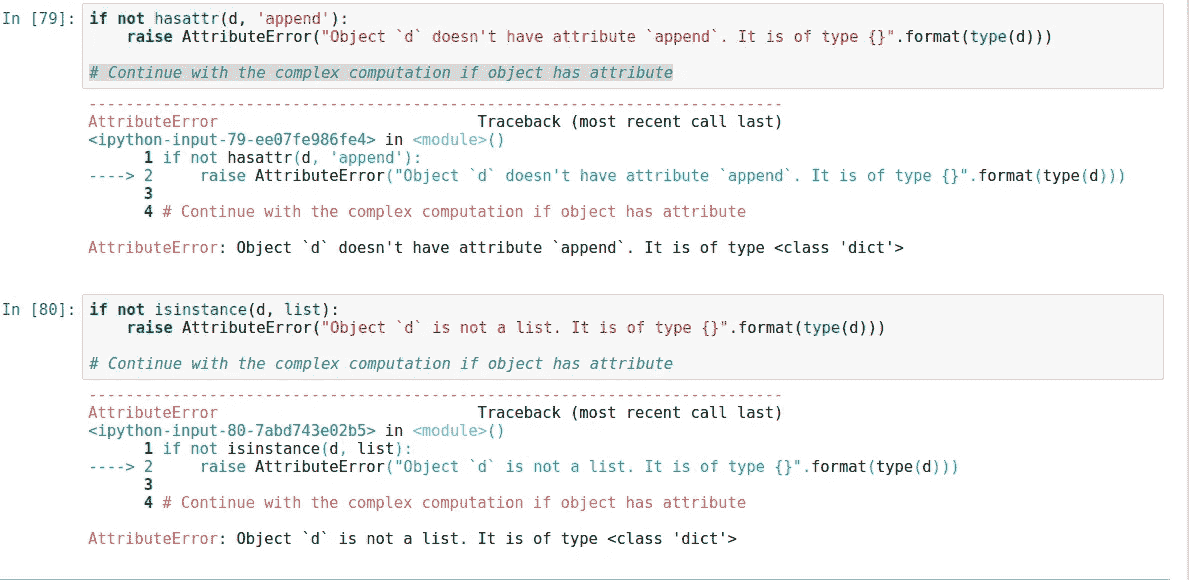 In [79]: if not hasattr(d, 'append'):
raise AttributeError("Object `d` doesn't have attribute `append`. It is of type {}".format(type(d)))
# Continue with the complex computation if object has attribute
---------------------------------------------------------------------------
AttributeError                            Traceback (most recent call last)
<ipython-input-79-ee07fe986fe4> in <module>()
1 if not hasattr(d, 'append'):
----> 2     raise AttributeError("Object `d` doesn't have attribute `append`. It is of type {}".format(type(d)))
3
4 # Continue with the complex computation if object has attribute
AttributeError: Object `d` doesn't have attribute `append`. It is of type <class 'dict'>
In [80]: if not isinstance(d, list):
raise AttributeError("Object `d` is not a list. It is of type {}".format(type(d)))
# Continue with the complex computation if object has attribute
---------------------------------------------------------------------------
AttributeError                            Traceback (most recent call last)
<ipython-input-80-7abd743e02b5> in <module>()
1 if not isinstance(d, list):
----> 2     raise AttributeError("Object `d` is not a list. It is of type {}".format(type(d)))
3
4 # Continue with the complex computation if object has attribute
AttributeError: Object `d` is not a list. It is of type <class 'dict'>